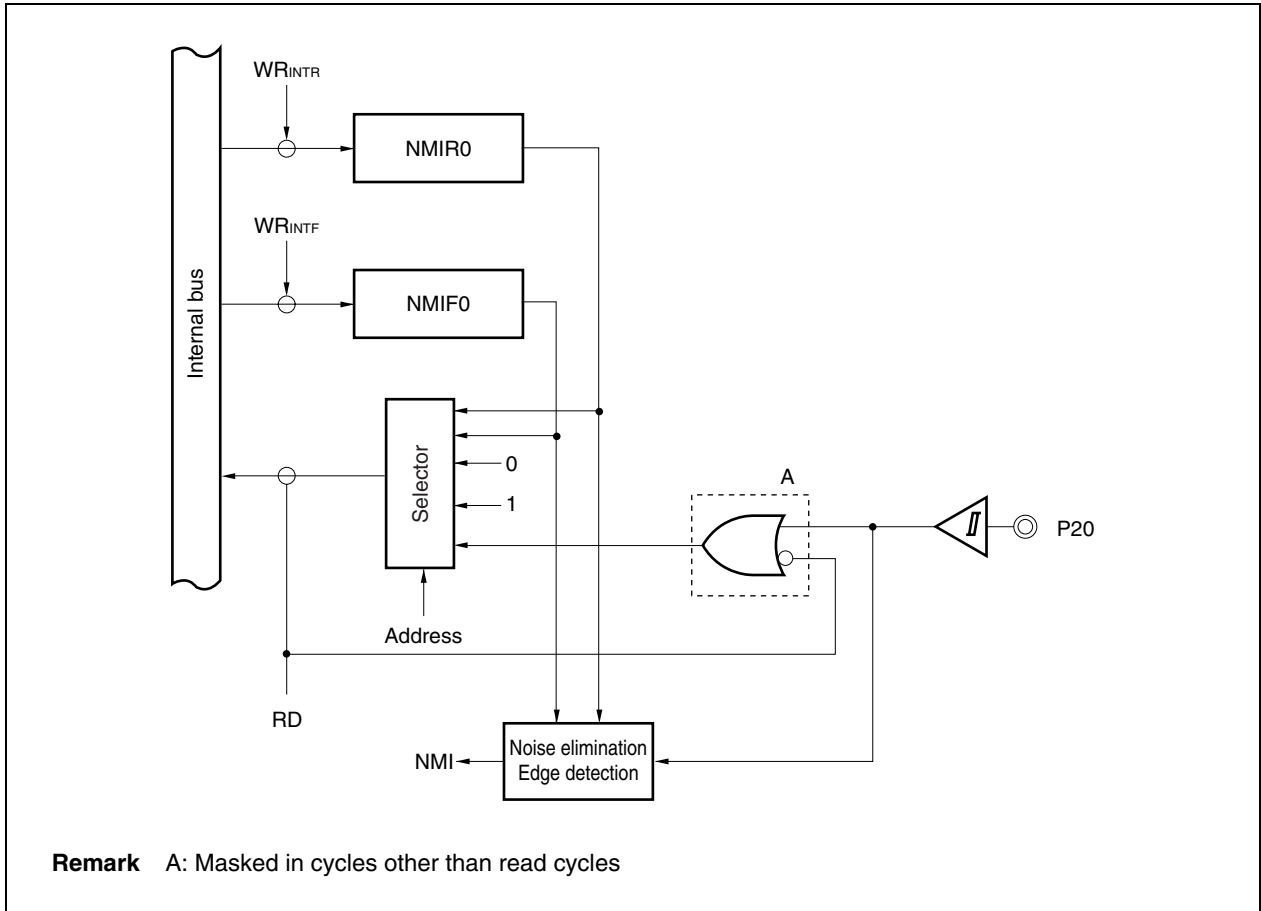 WRINTR
NMIR0
WRINTF
NMIF0
Internal bus
Selector
0
1
A
P20
Address
RD
NMI
Noise elimination
Edge detection
Remark A: Masked in cycles other than read cycles